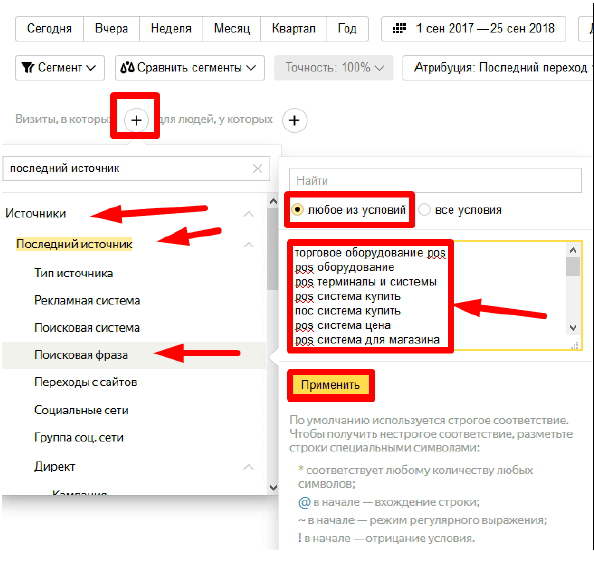 Сегодня Вчера Неделя Месяц Квартал Год 1 сен 2017 — 25 сен 2018
Сегмент Сравнить сегменты Точность: 100% Атрибуция: Последний переход
Визиты, в которых + для людей, у которых +
последний источник
Источники
Последний источник
Тип источника
Рекламная система
Поисковая система
Поисковая фраза
Переходы с сайтов
Социальные сети
Группа соц. сети
Директ
Кампания
Найти
любое из условий все условия
торговое оборудование pos
pos оборудование
pos терминалы и системы
pos система купить
пос система купить
pos система цена
pos система для магазина
Применить
По умолчанию используется строгое соответствие.
Чтобы получить нестрогое соответствие, разметьте
строки специальными символами:
* соответствует любому количеству любых
символов;
@ в начале — вхождение строки;
~ в начале — режим регулярного выражения;
! в начале — отрицание условия.